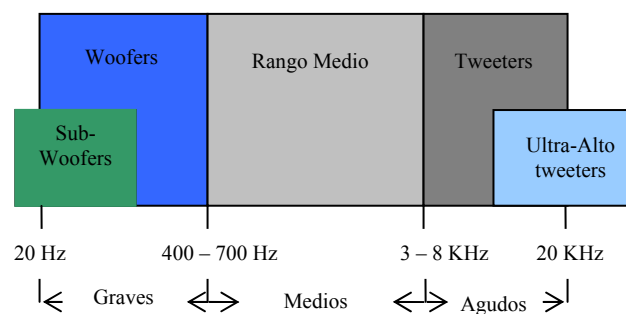 Woofers
Rango Medio
Tweeters
Sub-
Woofers
Ultra-Alto
tweeters
20 Hz
400 – 700 Hz
3 – 8 KHz
20 KHz
Graves
Medios
Agudos